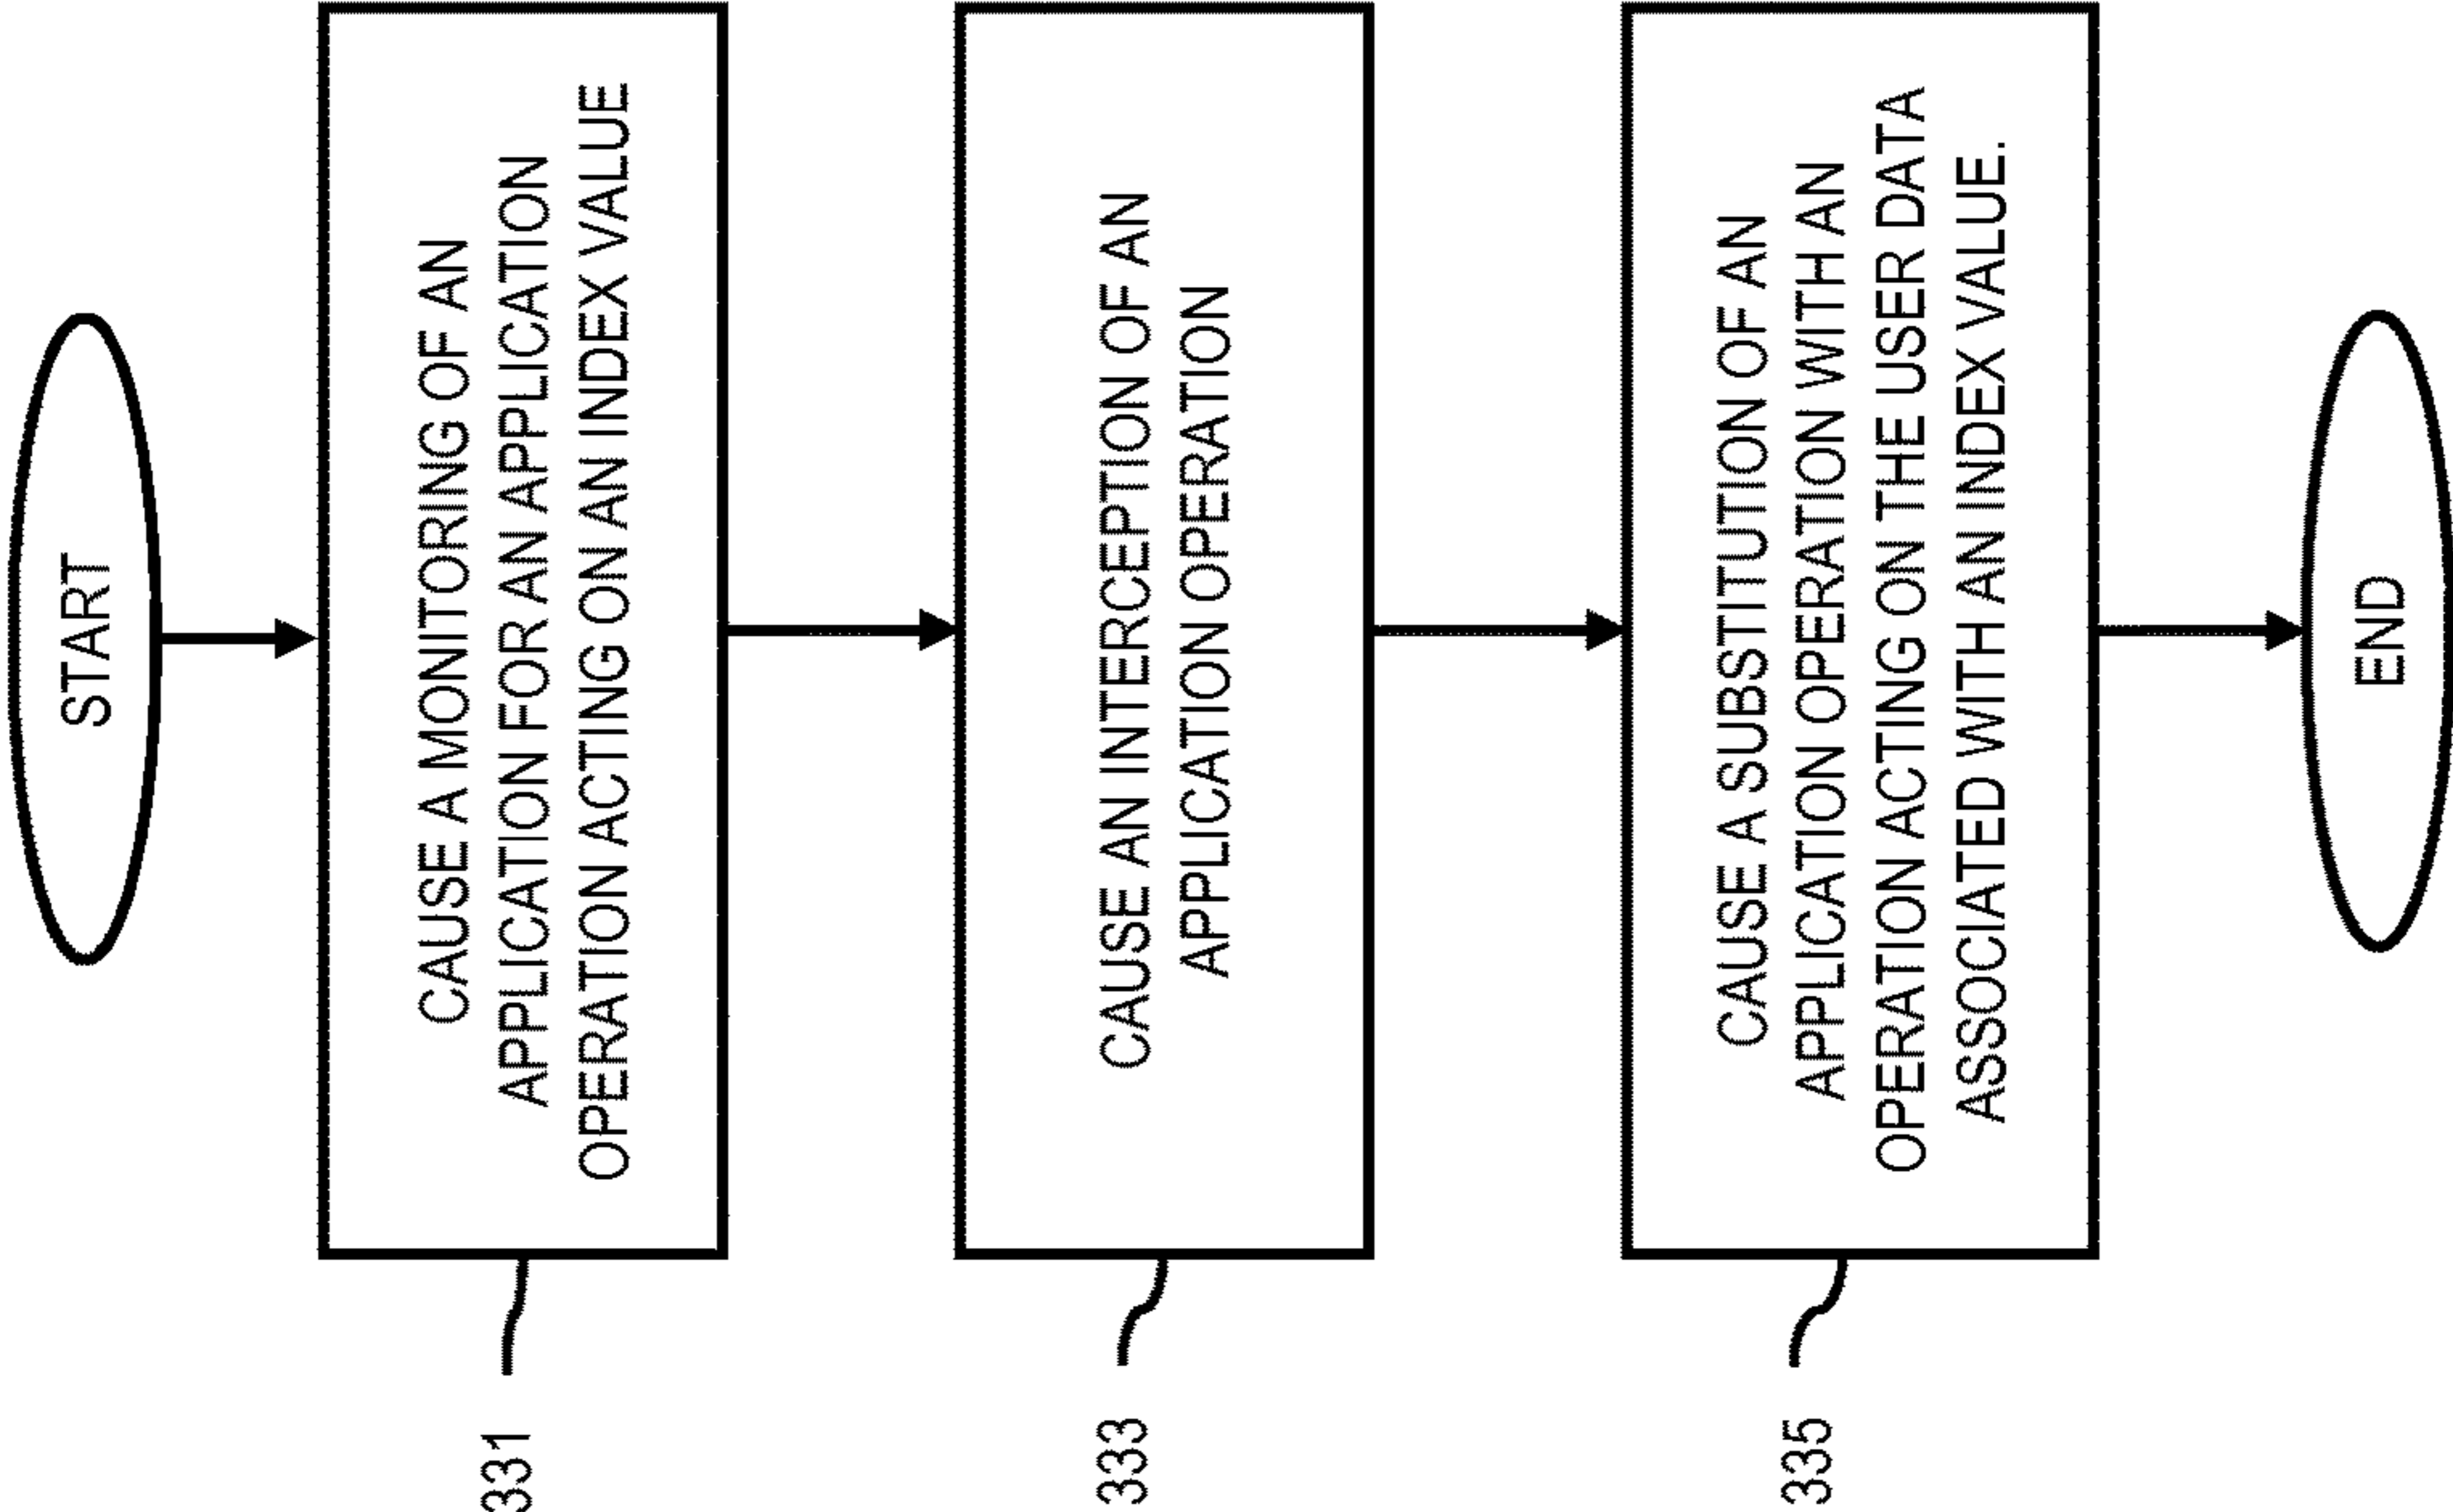 START
CAUSE A MONITORING OF AN
APPLICATION FOR AN APPLICATION
OPERATION ACTING ON AN INDEX VALUE
331
CAUSE AN INTERCEPTION OF AN
APPLICATION OPERATION
333
CAUSE A SUBSTITUTION OF AN
APPLICATION OPERATION WITH AN
OPERATION ACTING ON THE USER DATA
ASSOCIATED WITH AN INDEX VALUE.
335
END